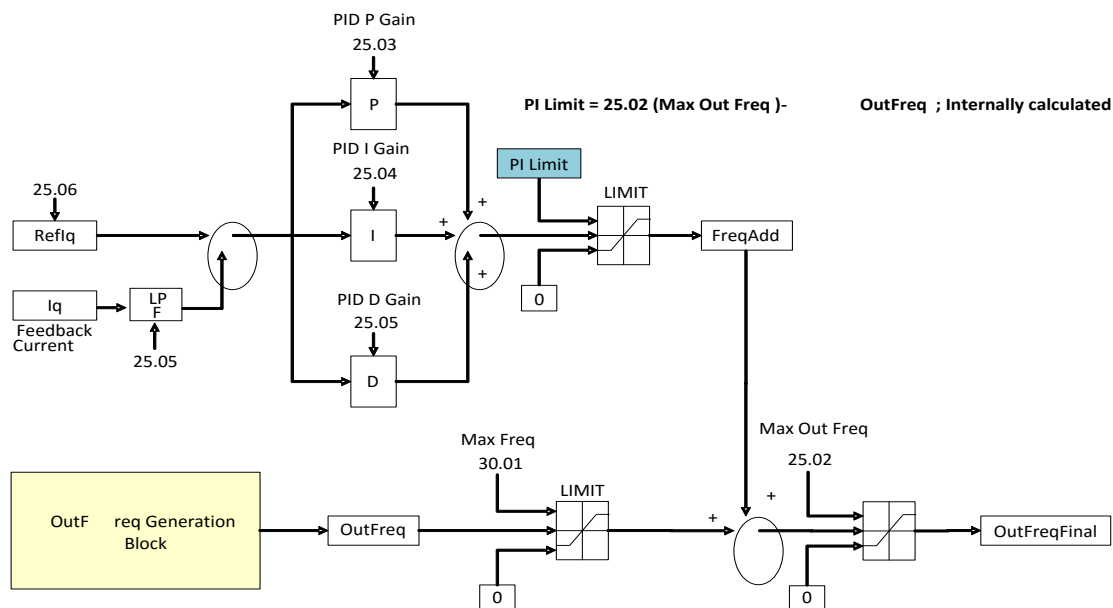 PID P Gain
25.03
P
PI Limit = 25.02 (Max Out Freq )- OutFreq ; Internally calculated
PID I Gain
25.04
PI Limit
25.06
LIMIT
RefIq
I
+
+
+
FreqAdd
Iq
LP
F
PID D Gain
0
Feedback
Current
25.05
25.05
D
Max Freq
30.01
Max Out Freq
25.02
LIMIT
OutF req Generation
Block
OutFreq
+
+
OutFreqFinal
0
0